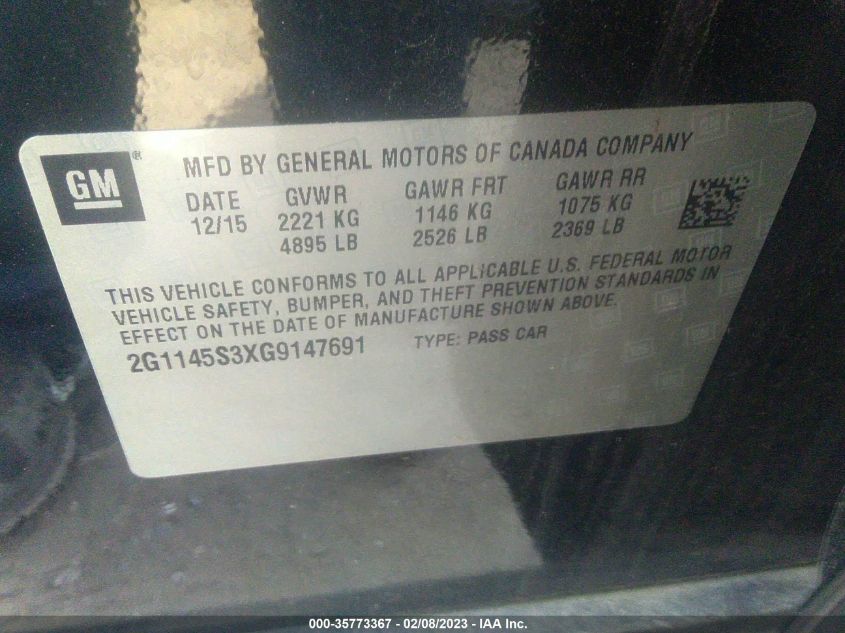 GM ® MFD BY GENERAL MOTORS OF CANADA COMPANY
DATE GVWR GAWR FRT GAWR RR
12/15 2221 KG 1146 KG 1075 KG
4895 LB 2526 LB 2369 LB
THIS VEHICLE CONFORMS TO ALL APPLICABLE U.S. FEDERAL MOTOR
VEHICLE SAFETY, BUMPER, AND THEFT PREVENTION STANDARDS IN
EFFECT ON THE DATE OF MANUFACTURE SHOWN ABOVE.
2G1145S3XG9147691 TYPE: PASS CAR
000-35773367 - 02/08/2023 - IAA Inc.